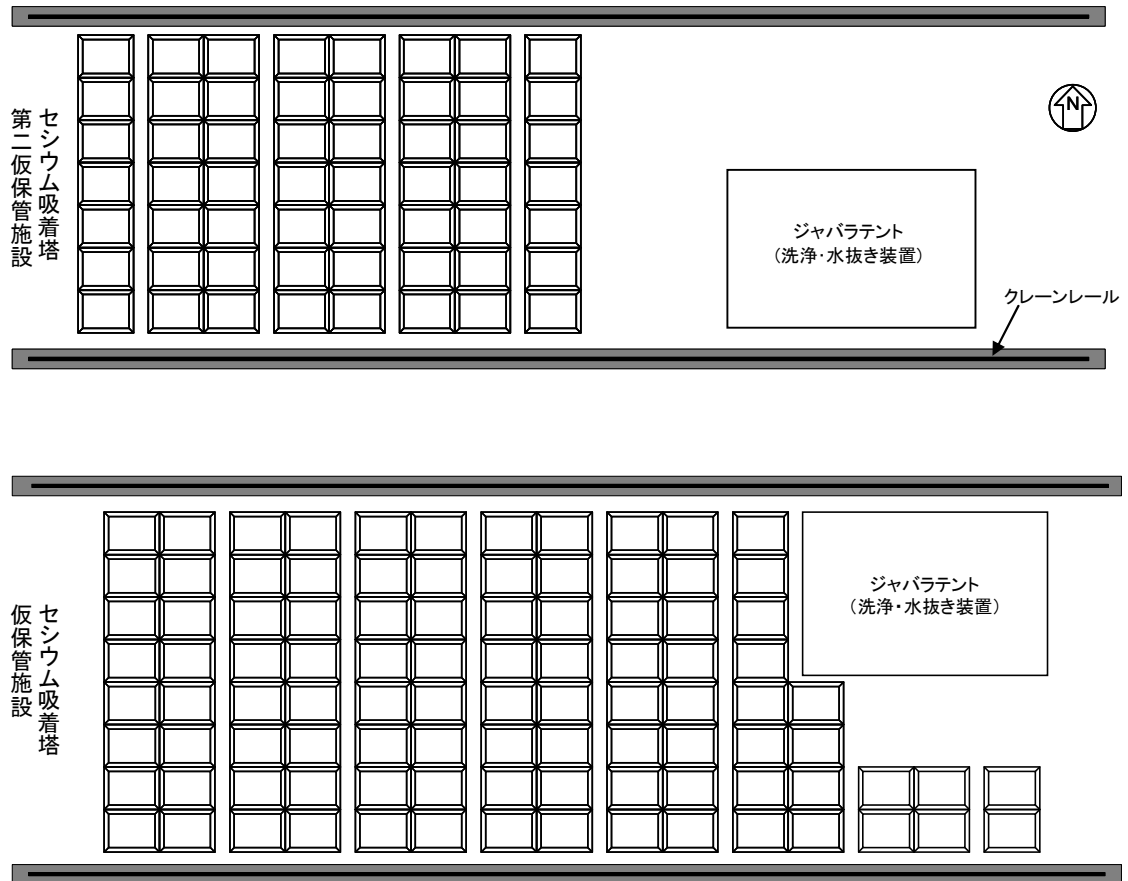 セシウム吸着塔
第二仮保管施設
N
ジャバラテント
(洗浄・水抜き装置)
クレーンレール
セシウム吸着塔
仮保管施設
ジャバラテント
(洗浄・水抜き装置)